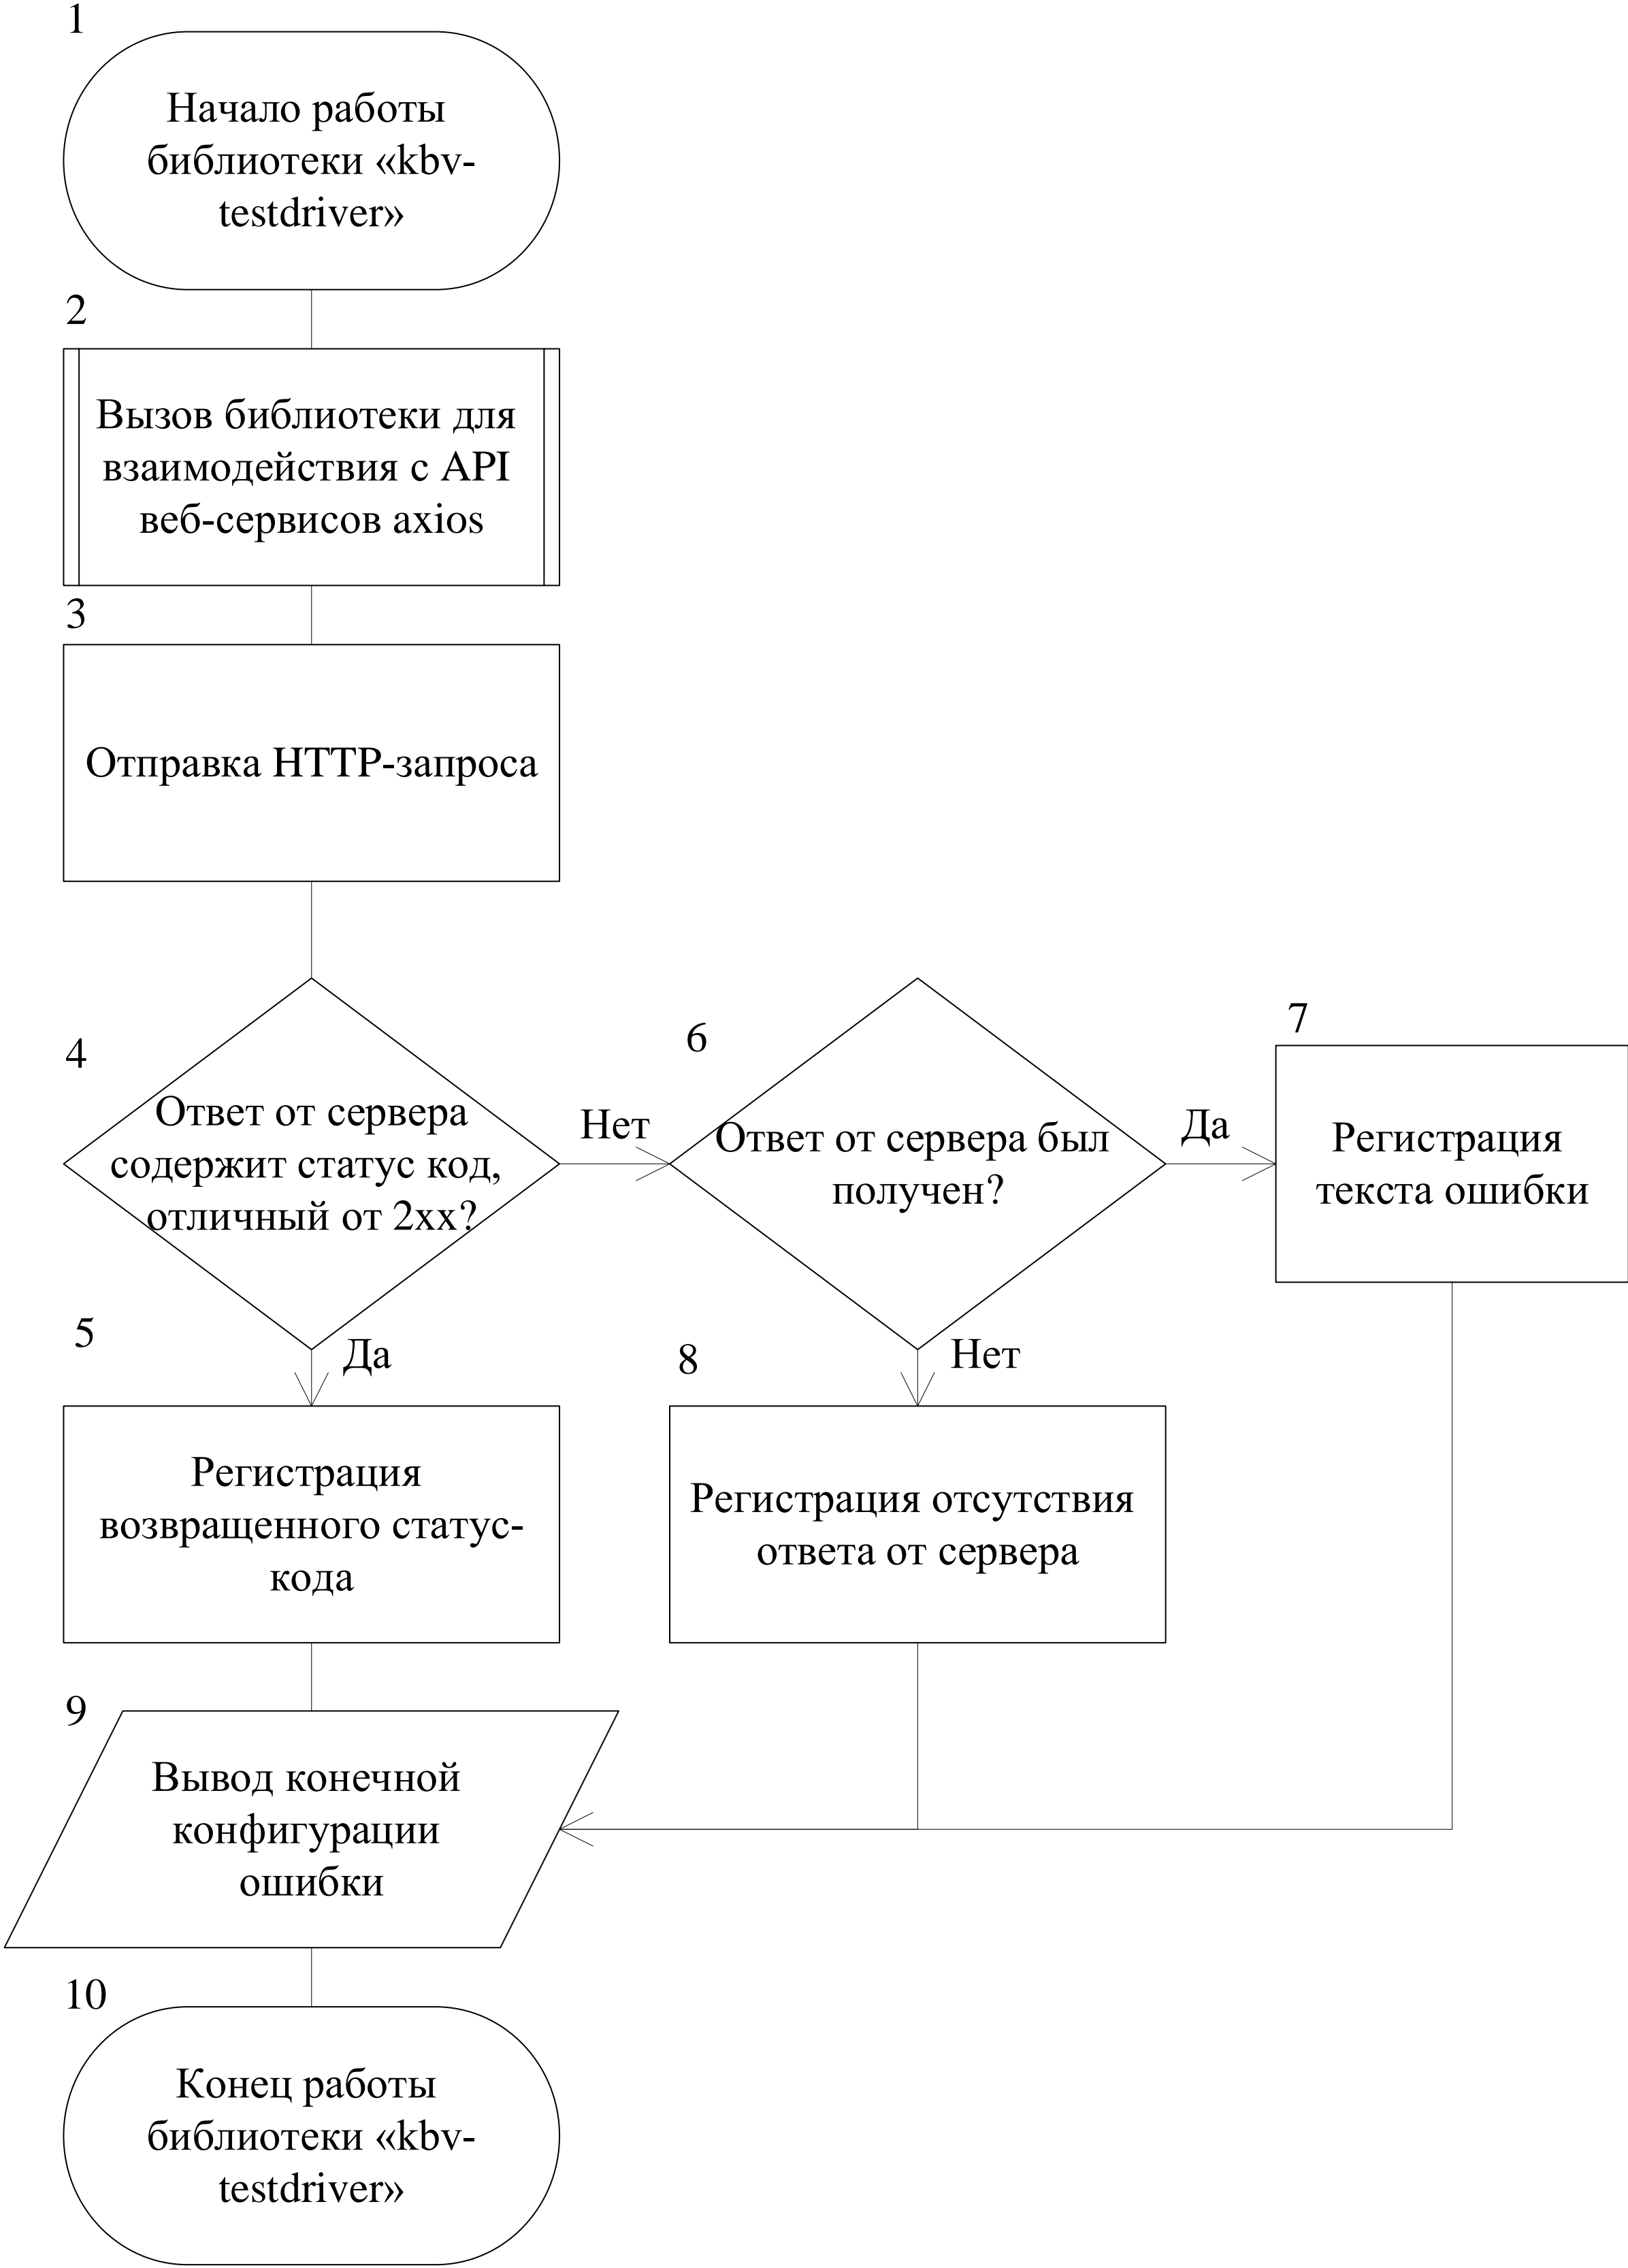 1
Начало работы
библиотеки «kbv-
testdriver»
2
Вызов библиотеки для
взаимодействия с API
веб-сервисов axios
3
Отправка HTTP-запроса
4
Ответ от сервера
содержит статус код,
отличный от 2xx?
Нет
6
Ответ от сервера был
получен?
Да
7
Регистрация
текста ошибки
5
Да
Регистрация
возвращенного статус-
кода
8
Нет
Регистрация отсутствия
ответа от сервера
9
Вывод конечной
конфигурации
ошибки
10
Конец работы
библиотеки «kbv-
testdriver»